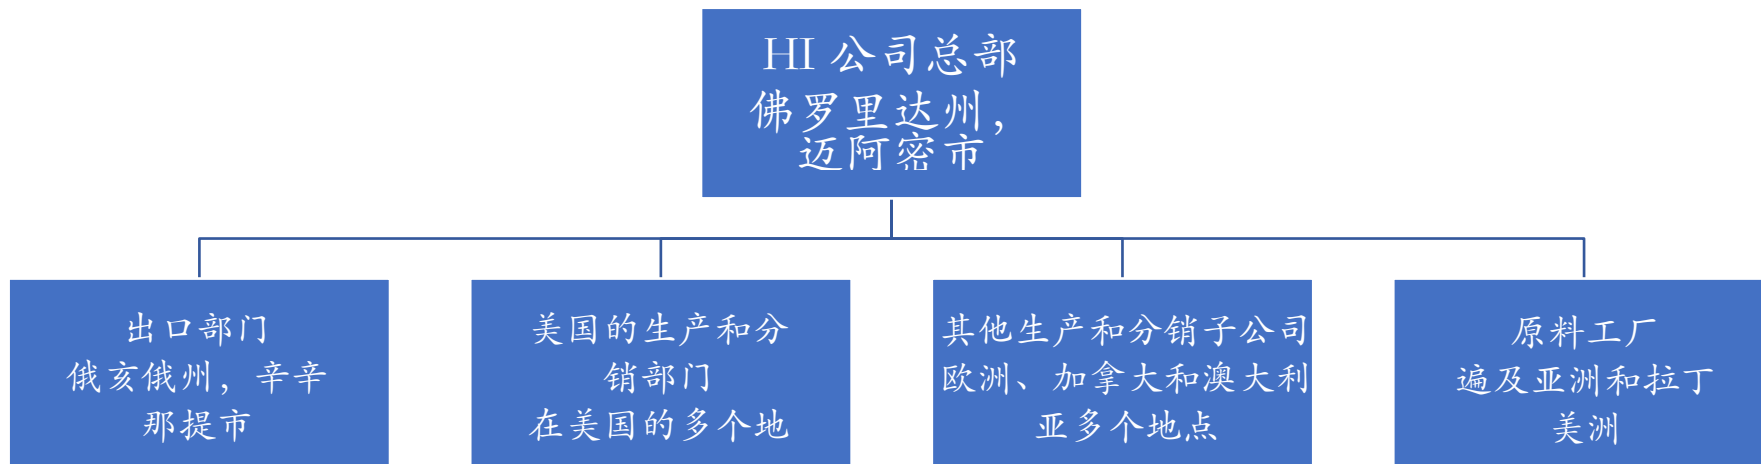 HI 公司总部
佛罗里达州，
迈阿密市
出口部门
俄亥俄州，辛辛
那提市
美国的生产和分
销部门
在美国的多个地
其他生产和分销子公司
欧洲、加拿大和澳大利
亚多个地点
原料工厂
遍及亚洲和拉丁
美洲